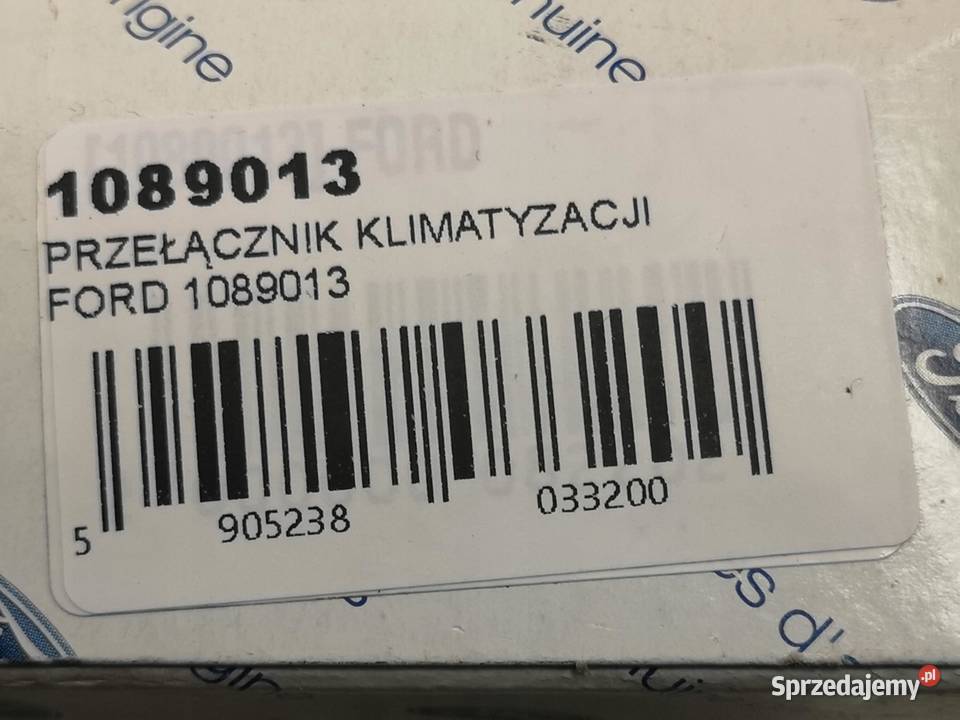 1089013
PRZEŁĄCZNIK KLIMATYZACJI
FORD 1089013
5 905238 033200
Sprzedajemy.pl